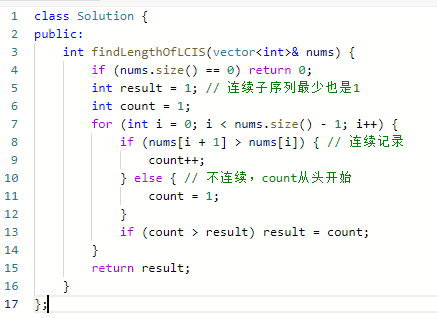 1 class Solution {
2 public:
3     int findLengthOfLCIS(vector<int>& nums) {
4         if (nums.size() == 0) return 0;
5         int result = 1; // 连续子序列最少也是1
6         int count = 1;
7         for (int i = 0; i < nums.size() - 1; i++) {
8             if (nums[i + 1] > nums[i]) { // 连续记录
9                 count++;
10             } else { // 不连续，count从头开始
11                 count = 1;
12             }
13             if (count > result) result = count;
14         }
15         return result;
16     }
17 };